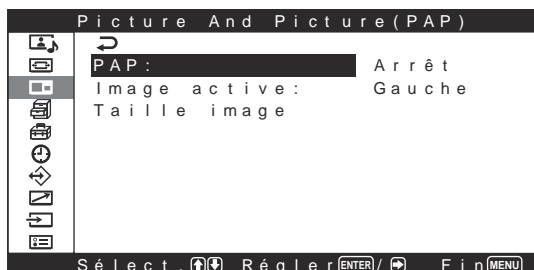 Picture And Picture(PAP)
PAP: Arrêt
Image active: Gauche
Taille image
Sélect. Régler ENTER / Fin MENU